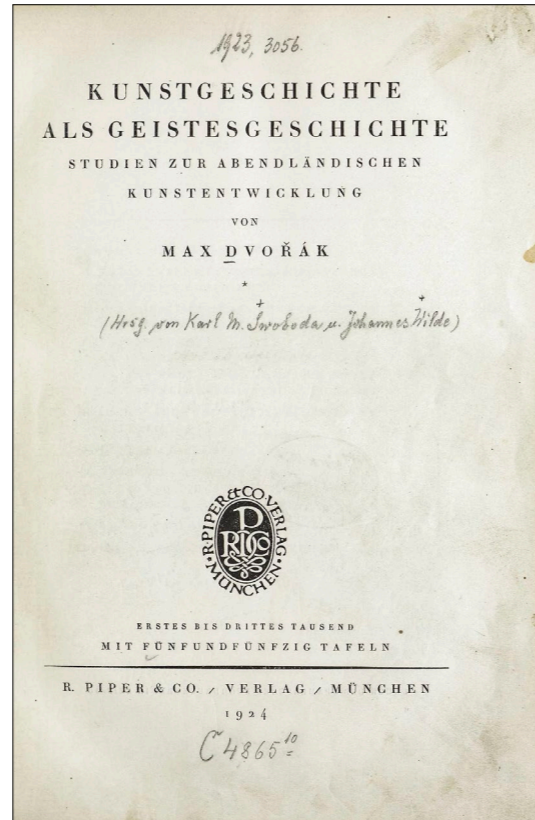 1923, 3056.
KUNSTGESCHICHTE
ALS GEISTESGESCHICHTE
STUDIEN ZUR ABENDLÄNDISCHEN
KUNSTENTWICKLUNG
VON
MAX DVOŘÁK
*
(Hrsg. von Karl M. Swoboda u. Johannes Wilde)
R·PIPER&CO·VERLAG·MÜNCHEN·
ERSTES BIS DRITTES TAUSEND
MIT FÜNFUNDFÜNFZIG TAFELN
R. PIPER & CO. / VERLAG / MÜNCHEN
1924
C 4865 10